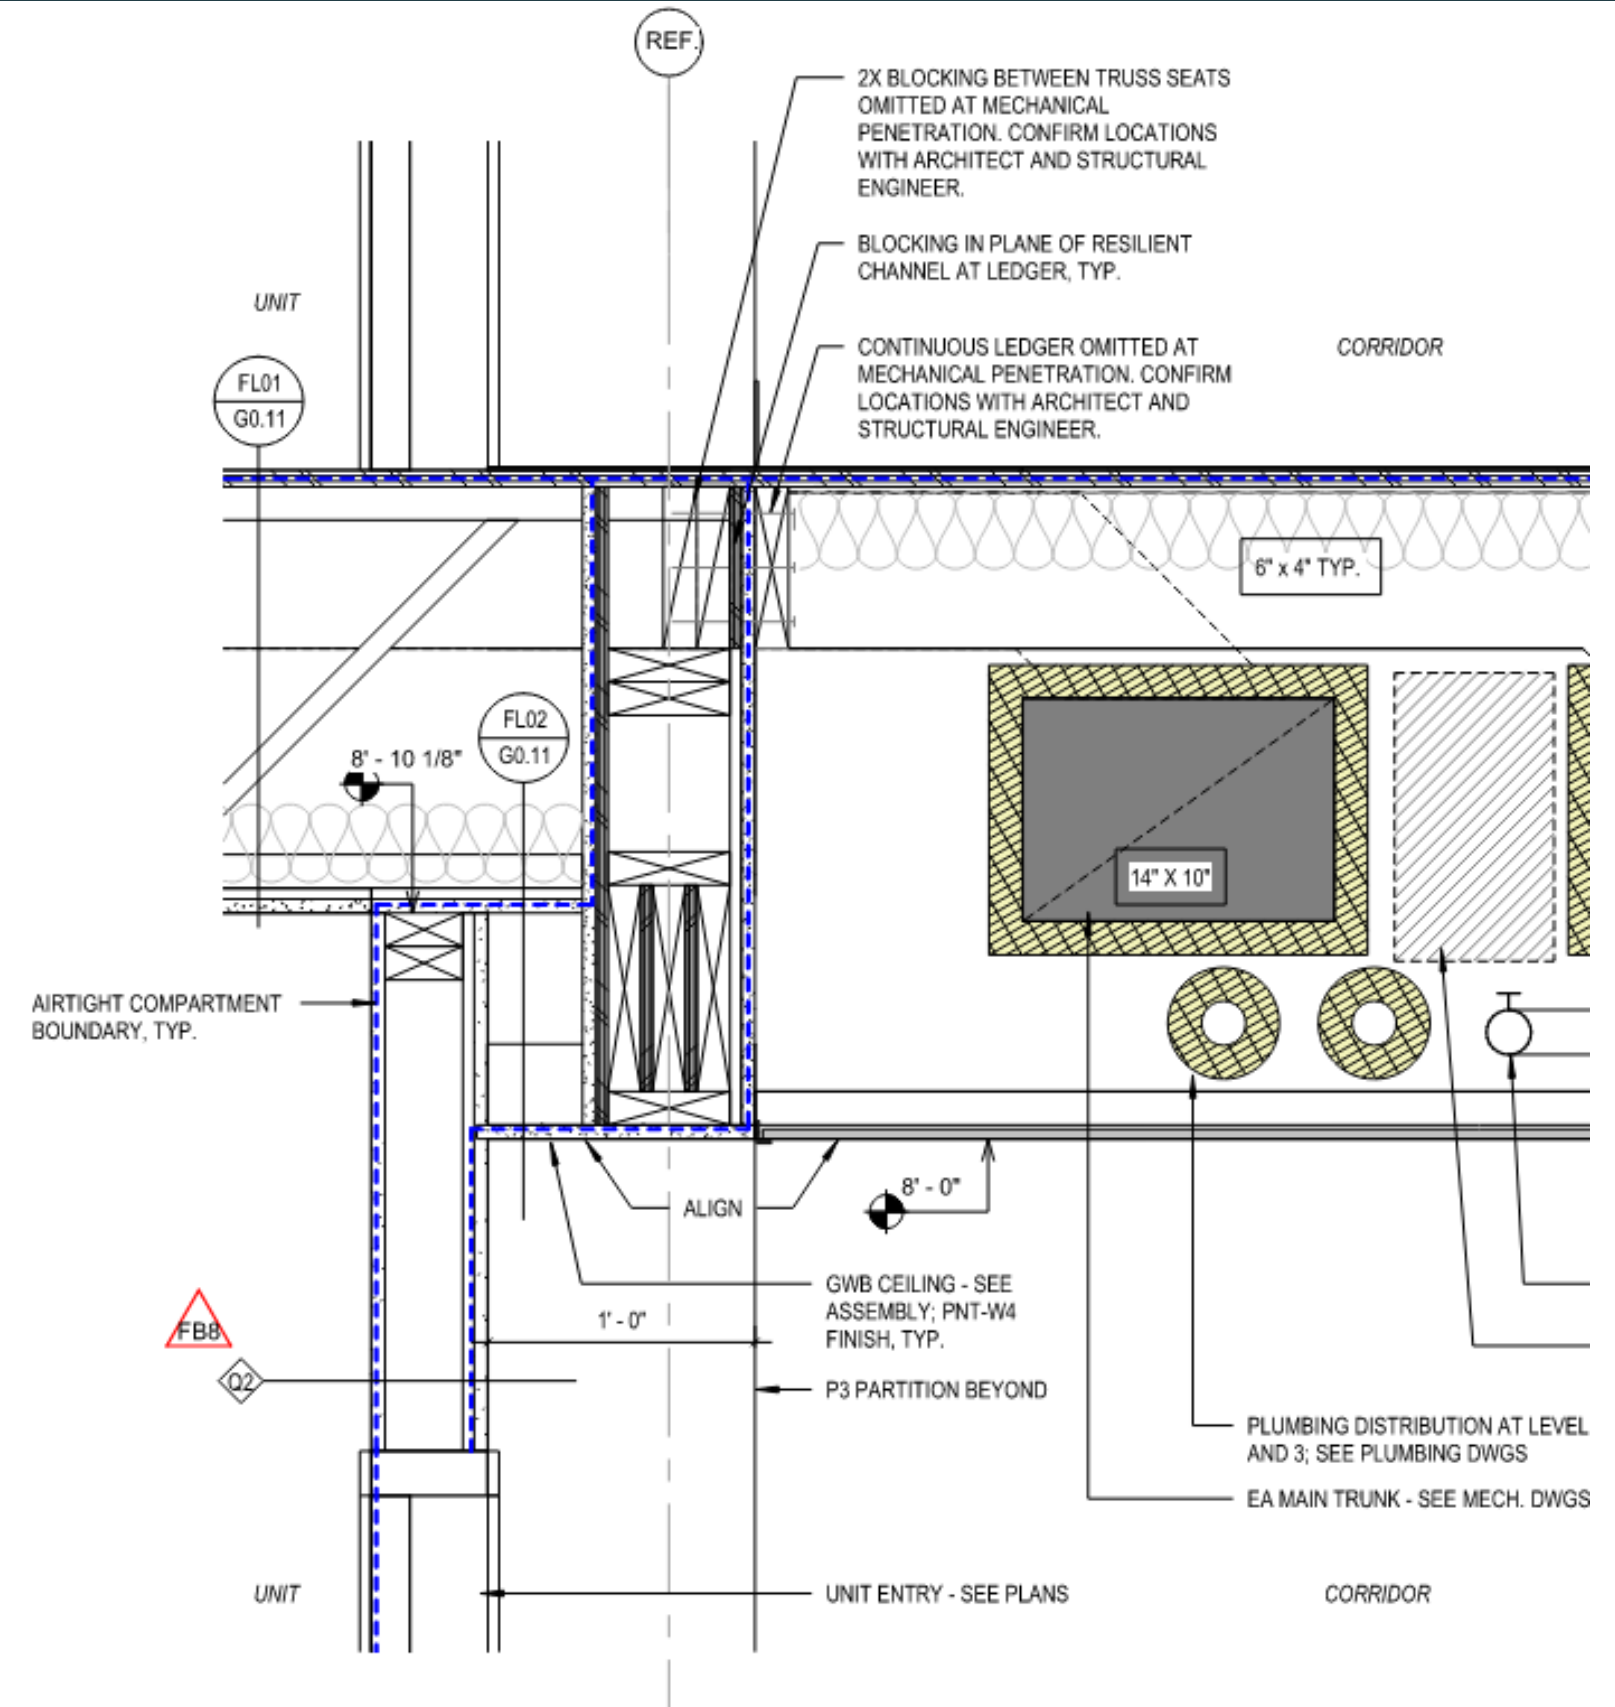 REF.
2X BLOCKING BETWEEN TRUSS SEATS
OMITTED AT MECHANICAL
PENETRATION. CONFIRM LOCATIONS
WITH ARCHITECT AND STRUCTURAL
ENGINEER.
BLOCKING IN PLANE OF RESILIENT
CHANNEL AT LEDGER, TYP.
UNIT
CONTINUOUS LEDGER OMITTED AT
MECHANICAL PENETRATION. CONFIRM
LOCATIONS WITH ARCHITECT AND
STRUCTURAL ENGINEER.
CORRIDOR
FL01
G0.11
6" x 4" TYP.
FL02
G0.11
8' - 10 1/8"
14" X 10"
AIRTIGHT COMPARTMENT
BOUNDARY, TYP.
ALIGN
8' - 0"
GWB CEILING - SEE
ASSEMBLY; PNT-W4
FINISH, TYP.
1' - 0"
FB8
Q2
P3 PARTITION BEYOND
PLUMBING DISTRIBUTION AT LEVEL
AND 3; SEE PLUMBING DWGS
EA MAIN TRUNK - SEE MECH. DWGS
UNIT
UNIT ENTRY - SEE PLANS
CORRIDOR